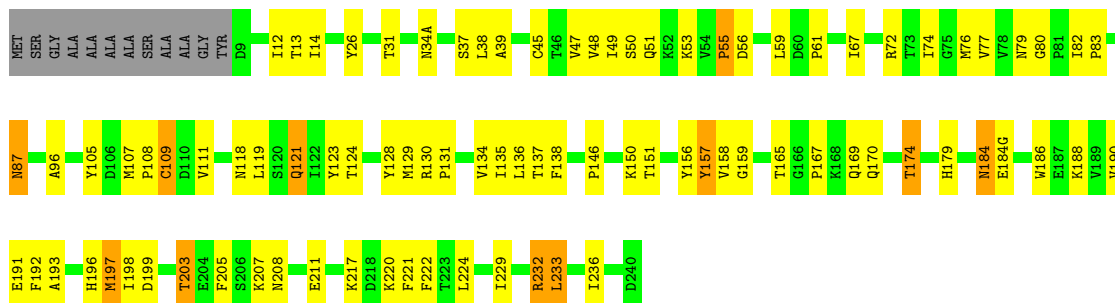 MET SER GLY ALA ALA ALA ALA SER ALA ALA GLY TYR D9 I12 T13 I14 Y26 T31 N34A S37 L38 A39 C45 T46 V47 V48 I49 S50 Q51 K52 K53 V54 P55 D56 L59 D60 P61 I67 R72 T73 I74 G75 M76 V77 V78 N79 G80 P81 I82 P83
N87 A96 Y105 D106 M107 P108 C109 D110 V111 N118 L119 S120 Q121 I122 Y123 T124 Y128 M129 R130 P131 V134 I135 L136 T137 F138 P146 K150 T151 Y156 Y157 V158 G159 T165 G166 P167 K168 Q169 Q170 T174 H179 N184 E184G W186 E187 K188 V189 V190
E191 F192 A193 H196 M197 I198 D199 T203 E204 F205 S206 K207 N208 E211 K217 D218 K220 F221 F222 T223 L224 I229 R232 L233 I236 D240